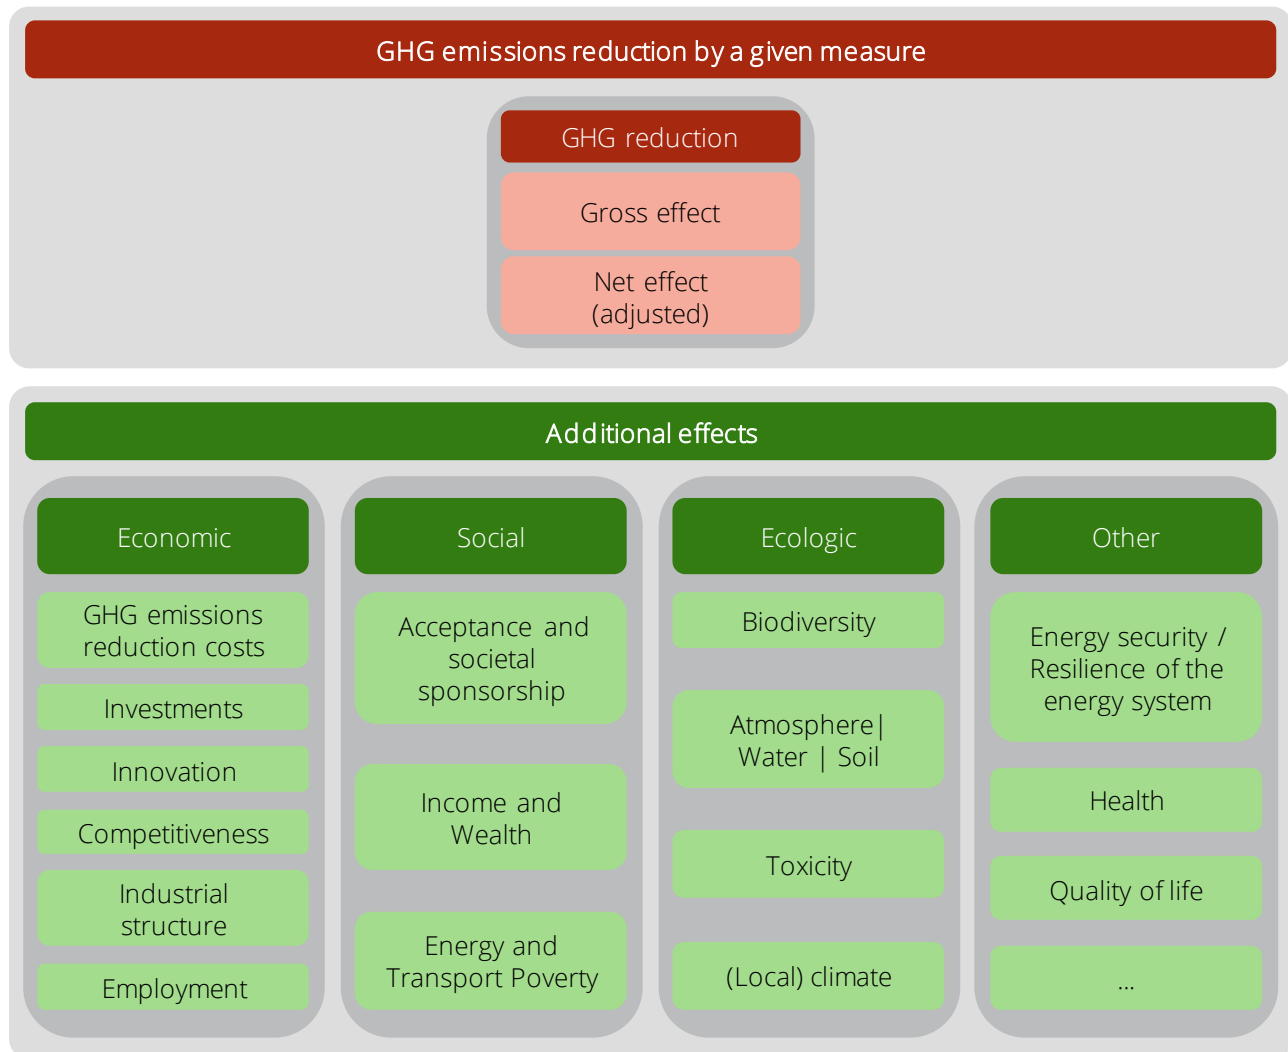 GHG emissions reduction by a given measure
GHG reduction
Gross effect
Net effect
(adjusted)
Additional effects
Economic
GHG emissions
reduction costs
Investments
Innovation
Competitiveness
Industrial
structure
Employment
Social
Acceptance and
societal
sponsorship
Income and
Wealth
Energy and
Transport Poverty
Ecologic
Biodiversity
Atmosphere|
Water | Soil
Toxicity
(Local) climate
Other
Energy security /
Resilience of the
energy system
Health
Quality of life
...